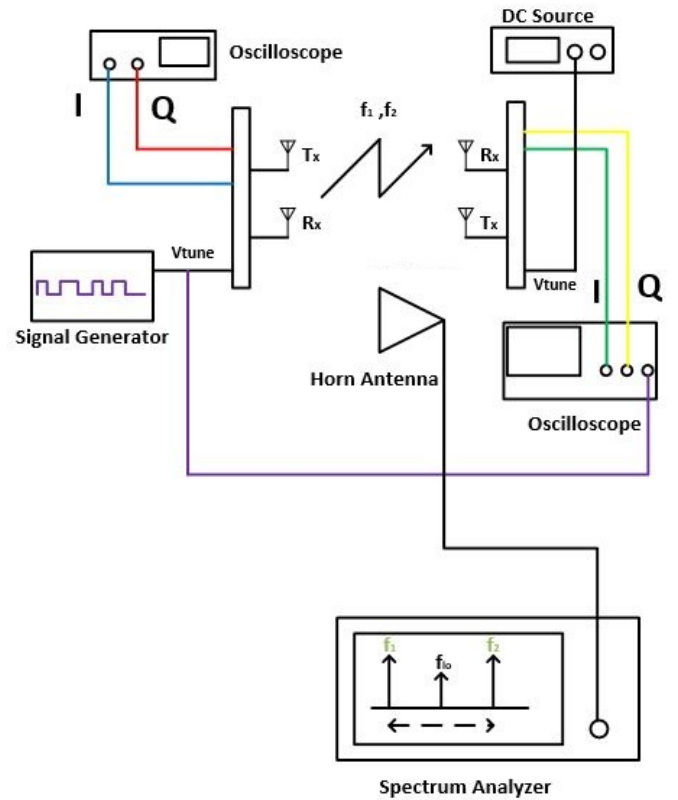 DC Source
Oscilloscope
I
Q
f₁ ,f₂
Tx
Rx
Rx
Tx
Vtune
Vtune
I
Q
Signal Generator
Horn Antenna
Oscilloscope
f₁
flo
f₂
Spectrum Analyzer